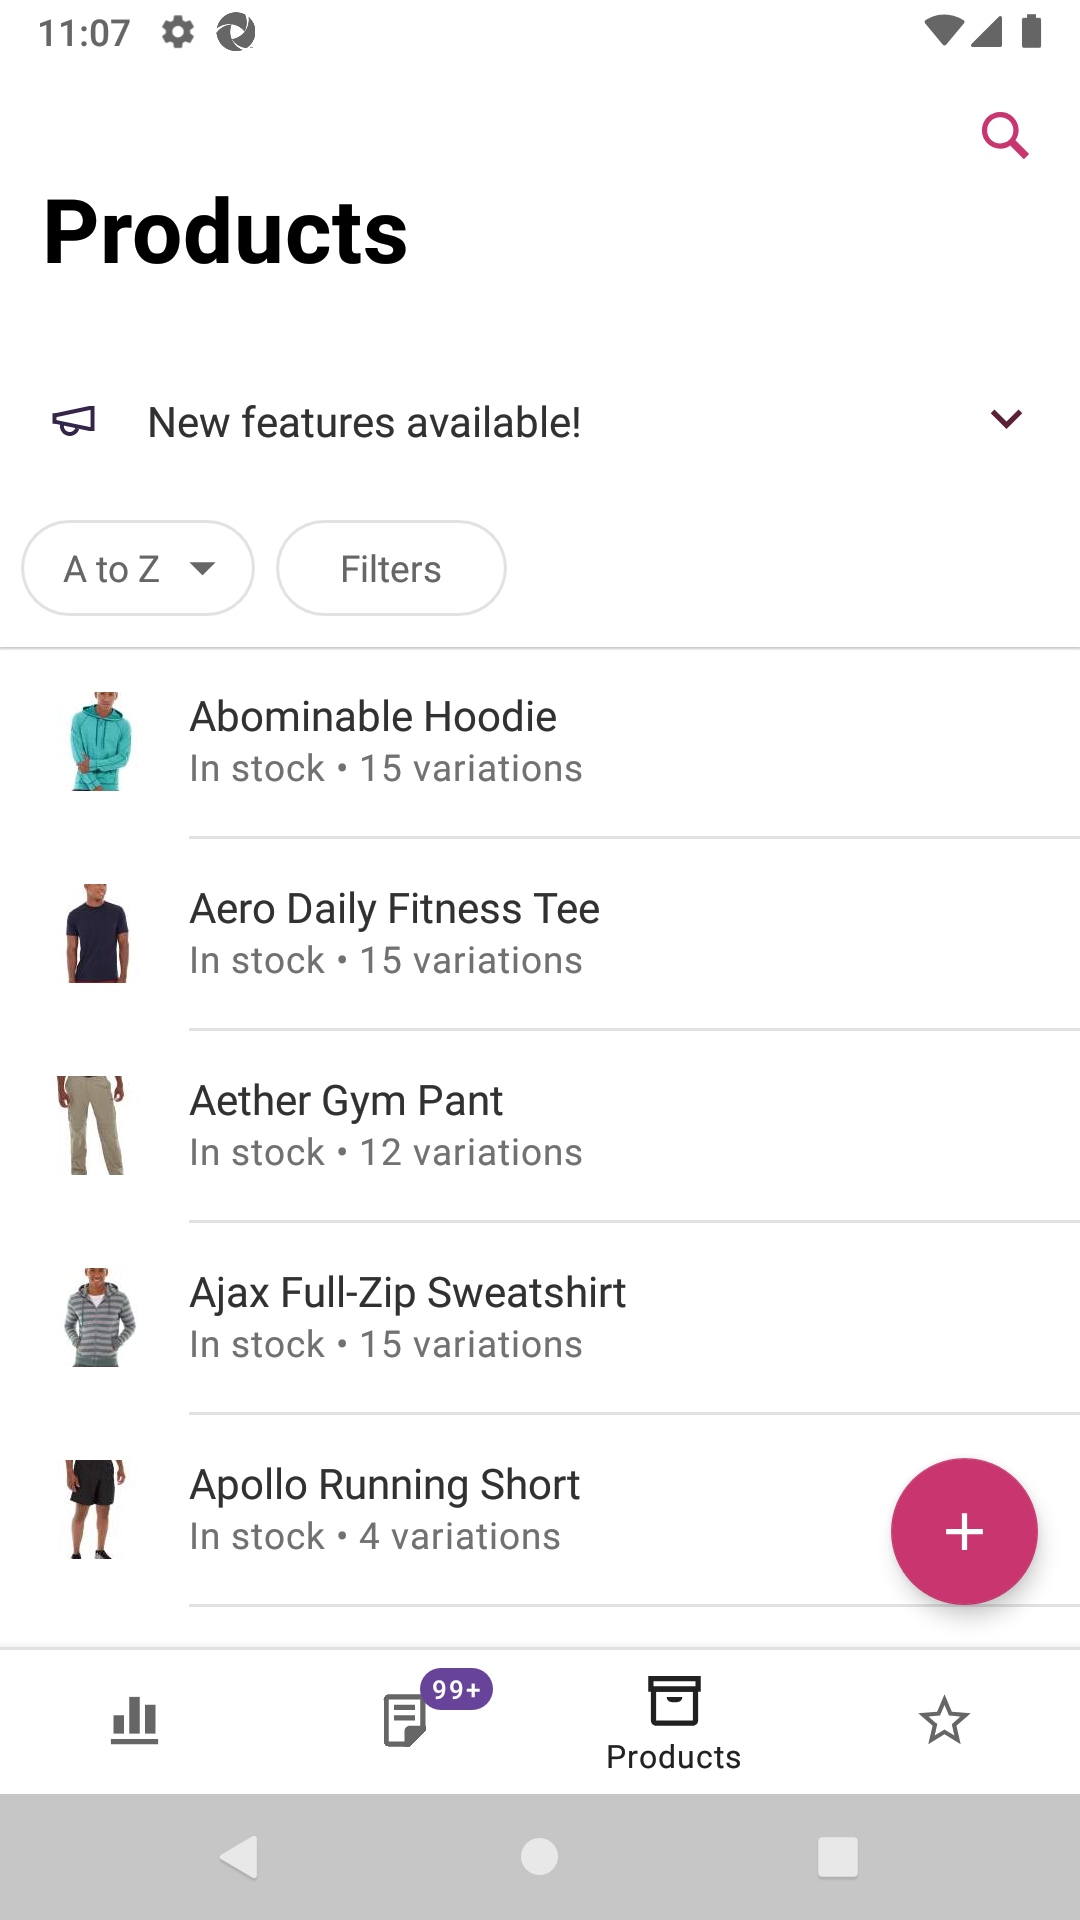 11:07
Products
New features available!
A to Z
Filters
Abominable Hoodie
In stock • 15 variations
Aero Daily Fitness Tee
In stock • 15 variations
Aether Gym Pant
In stock • 12 variations
Ajax Full-Zip Sweatshirt
In stock • 15 variations
Apollo Running Short
In stock • 4 variations
99+
Products